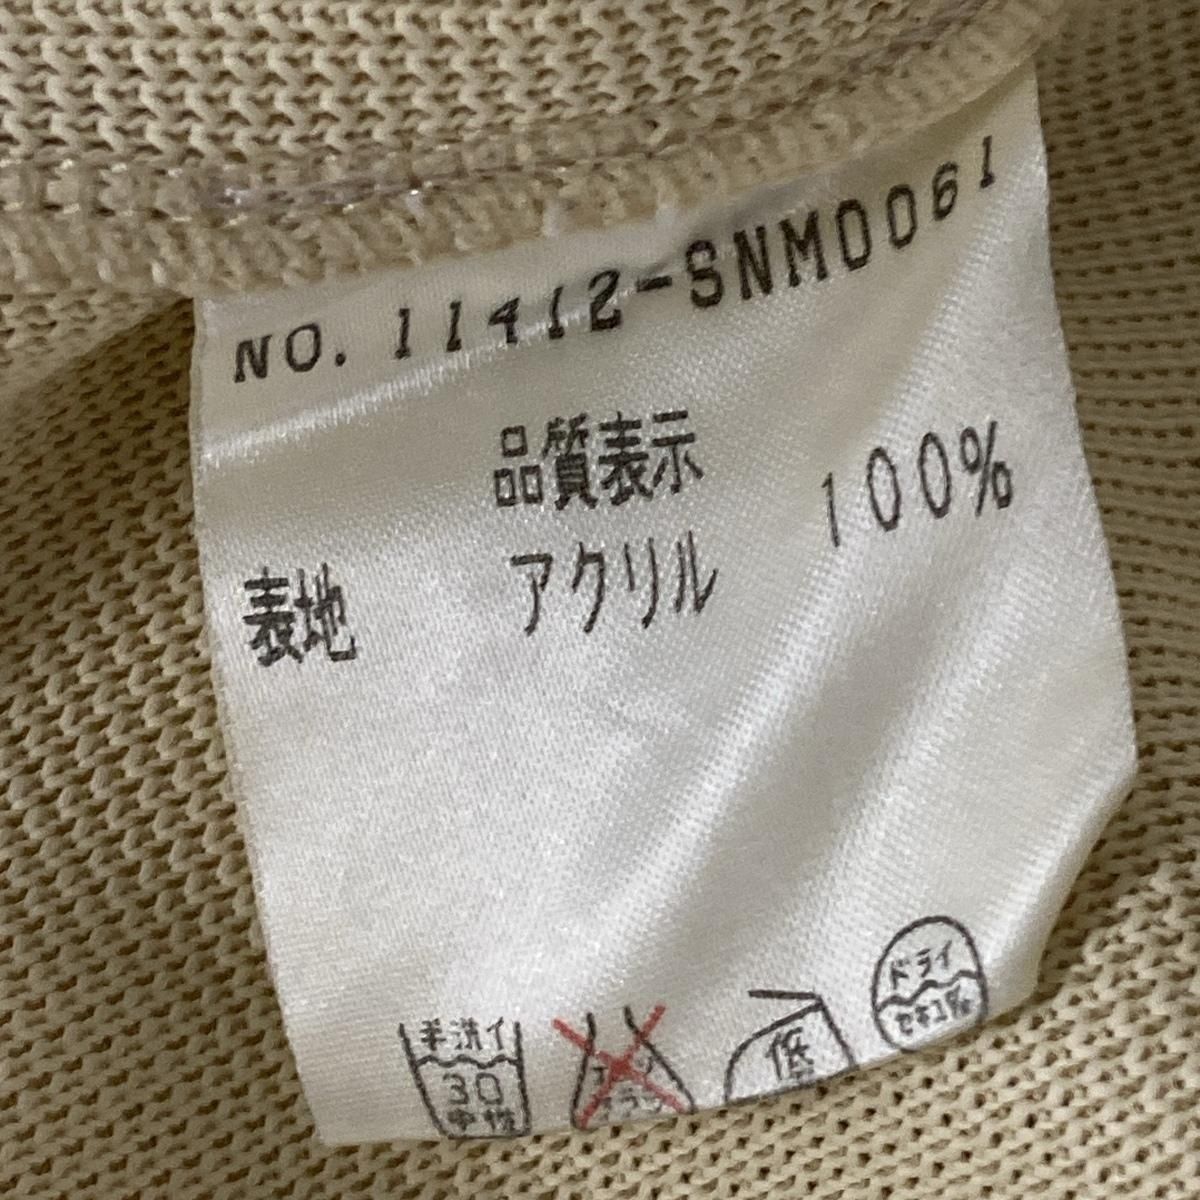 NO. 11412-SNM0061
品質表示
表地 アクリル 100%
手洗イ 30 中性
低
ドライ セキユ系